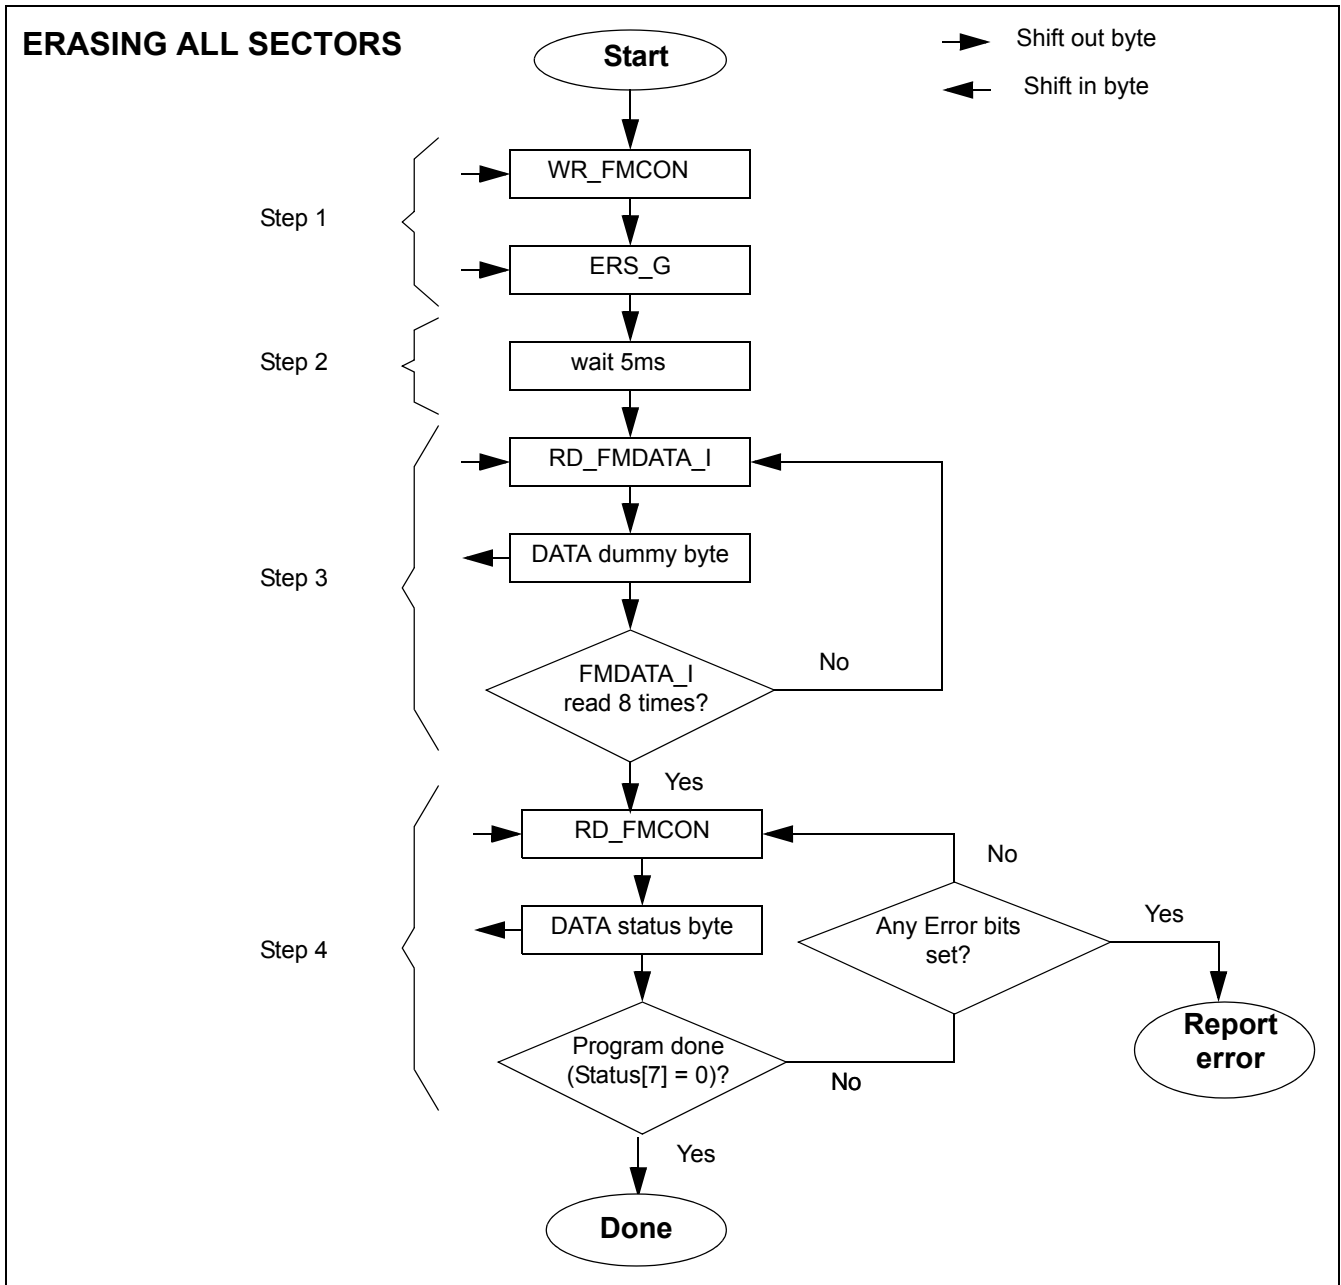 ERASING ALL SECTORS
Start
Shift out byte
Shift in byte
WR_FMCON
Step 1
ERS_G
Step 2
wait 5ms
RD_FMDATA_I
DATA dummy byte
Step 3
FMDATA_I
read 8 times?
No
Yes
RD_FMCON
No
DATA status byte
Any Error bits
set?
Yes
Step 4
Program done
(Status[7] = 0)?
No
Report
error
Yes
Done